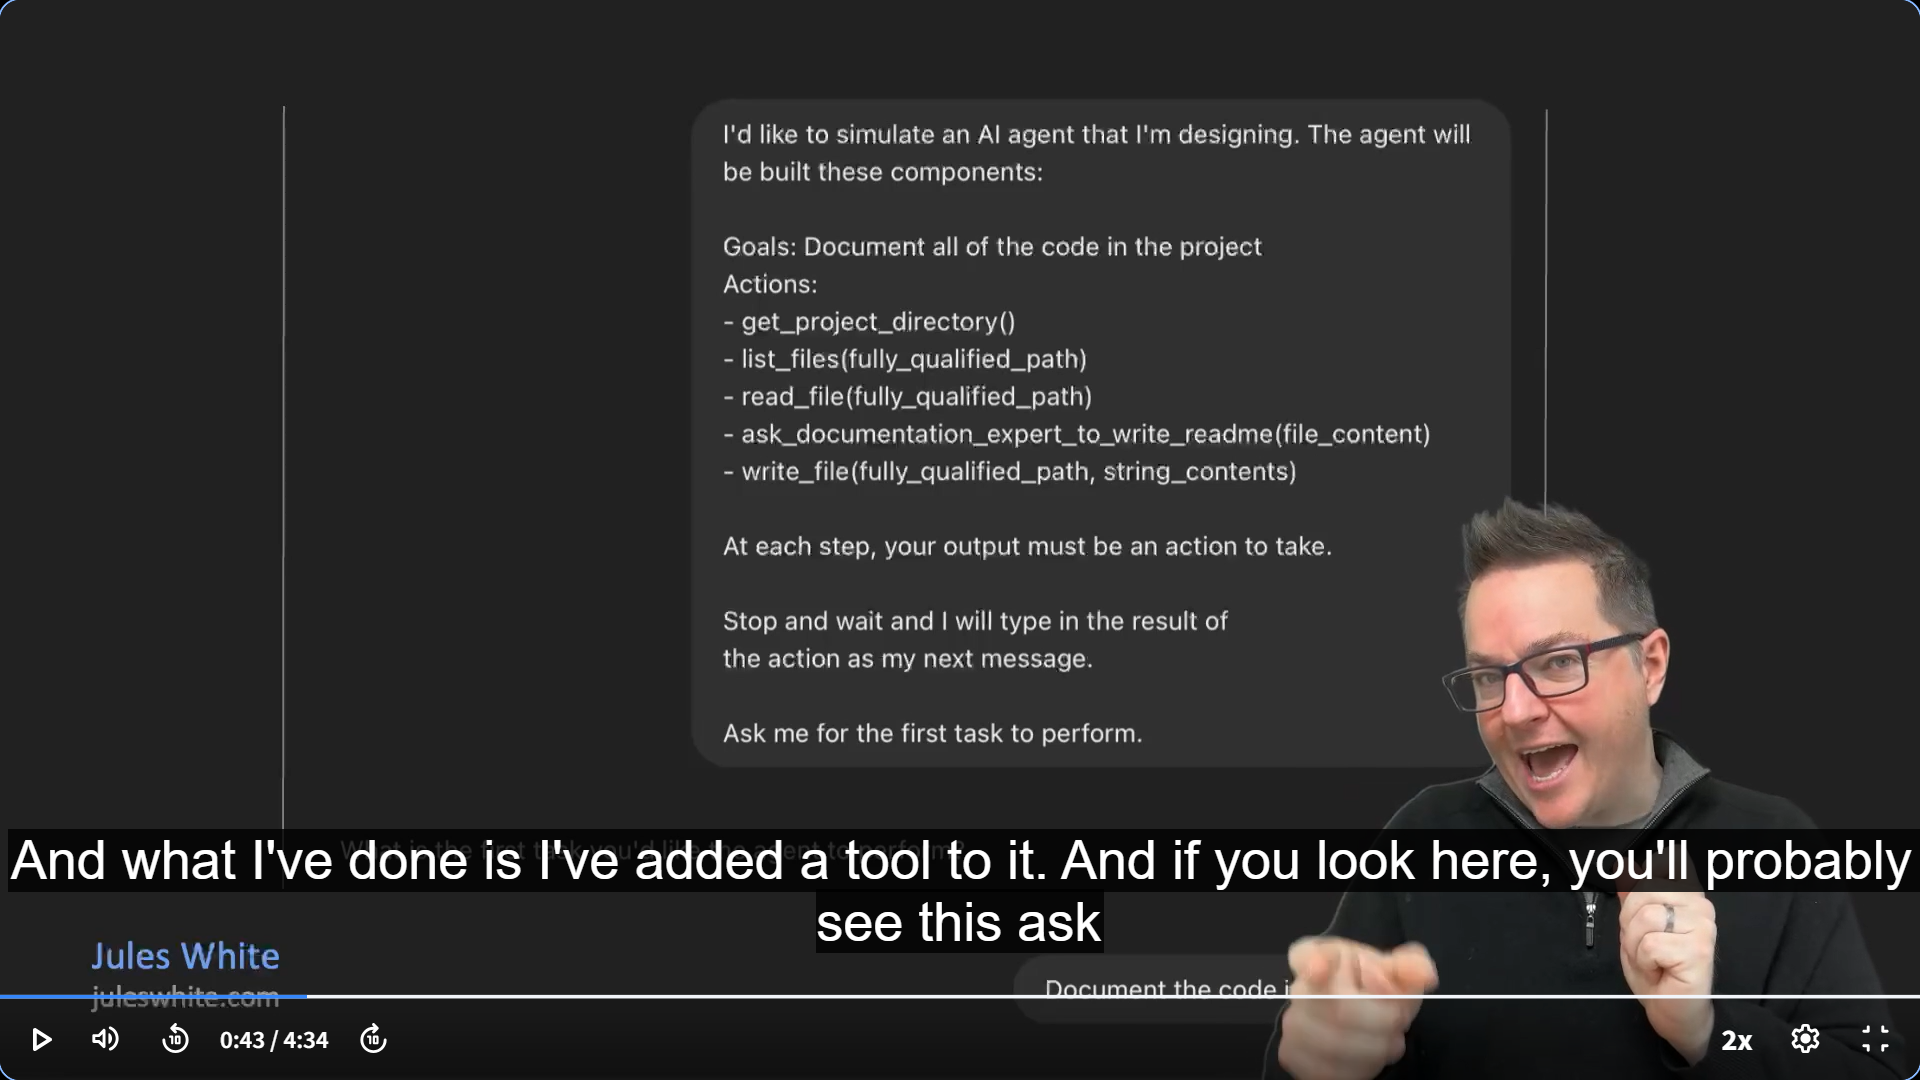 I'd like to simulate an AI agent that I'm designing. The agent will
be built these components:
Goals: Document all of the code in the project
Actions:
- get_project_directory()
- list_files(fully_qualified_path)
- read_file(fully_qualified_path)
- ask_documentation_expert_to_write_readme(file_content)
- write_file(fully_qualified_path, string_contents)
At each step, your output must be an action to take.
Stop and wait and I will type in the result of
the action as my next message.
Ask me for the first task to perform.
And what I've done is I've added a tool to it. And if you look here, you'll probably
see this ask
Jules White
juleswhite.com
Document the code
0:43 / 4:34
2x